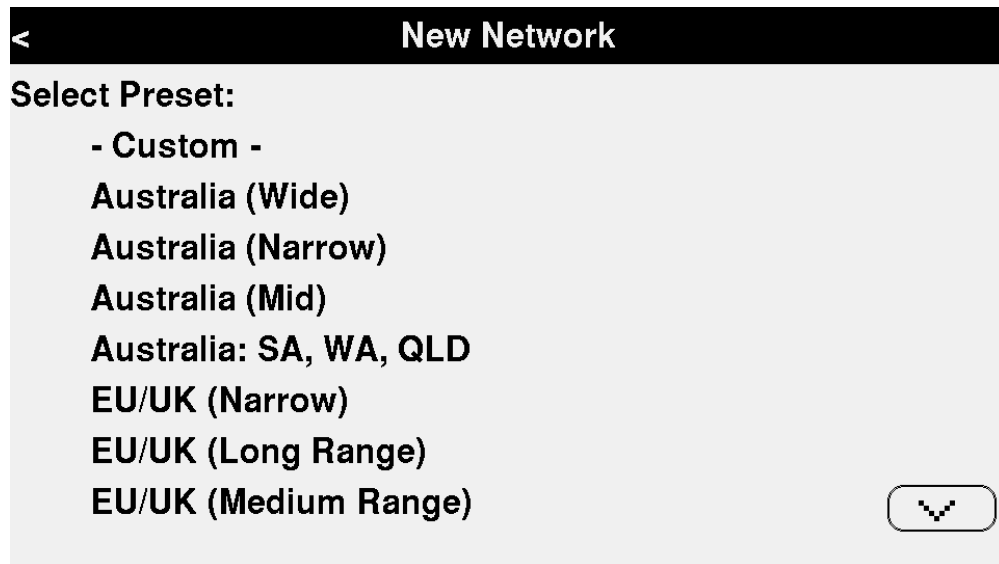 < New Network
Select Preset:
- Custom -
Australia (Wide)
Australia (Narrow)
Australia (Mid)
Australia: SA, WA, QLD
EU/UK (Narrow)
EU/UK (Long Range)
EU/UK (Medium Range)